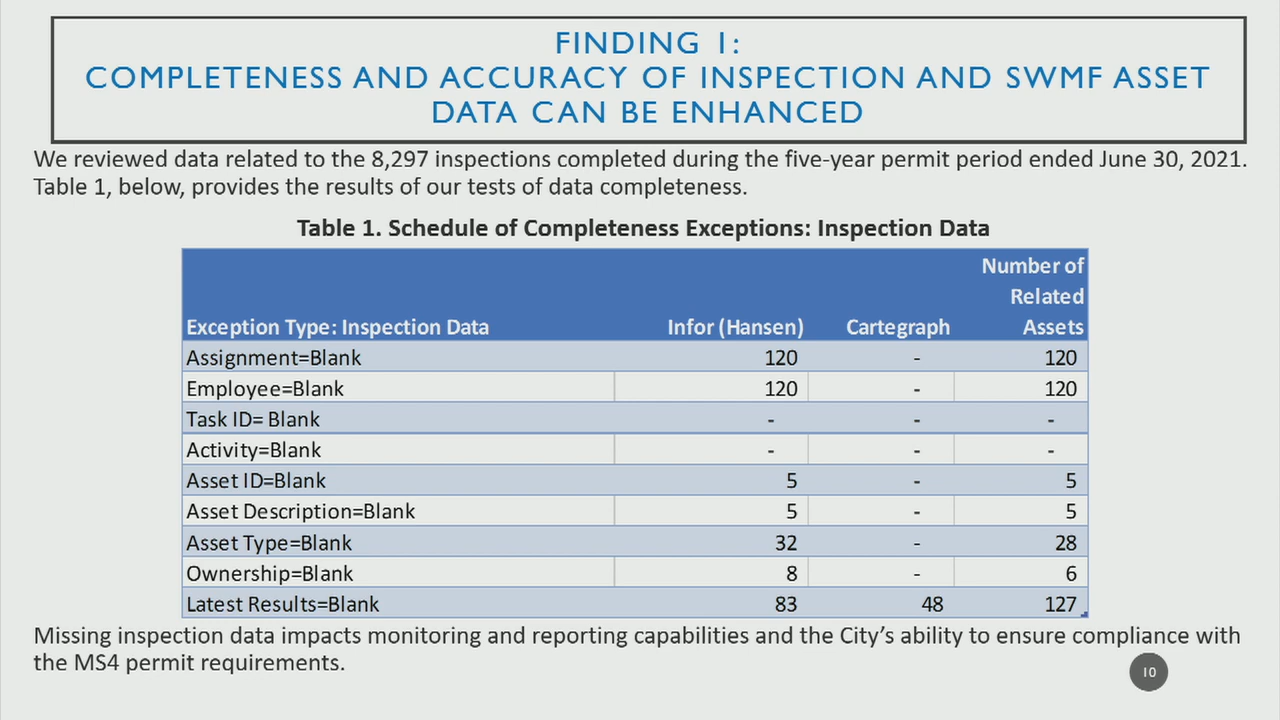 FINDING 1:
COMPLETENESS AND ACCURACY OF INSPECTION AND SWMF ASSET
DATA CAN BE ENHANCED
We reviewed data related to the 8,297 inspections completed during the five-year permit period ended June 30, 2021.
Table 1, below, provides the results of our tests of data completeness.
Table 1. Schedule of Completeness Exceptions: Inspection Data
Exception Type: Inspection Data Infor (Hansen) Cartegraph Number of Related Assets
Assignment=Blank 120 - 120
Employee=Blank 120 - 120
Task ID= Blank - - -
Activity=Blank - - -
Asset ID=Blank 5 - 5
Asset Description=Blank 5 - 5
Asset Type=Blank 32 - 28
Ownership=Blank 8 - 6
Latest Results=Blank 83 48 127
Missing inspection data impacts monitoring and reporting capabilities and the City's ability to ensure compliance with
the MS4 permit requirements.
10